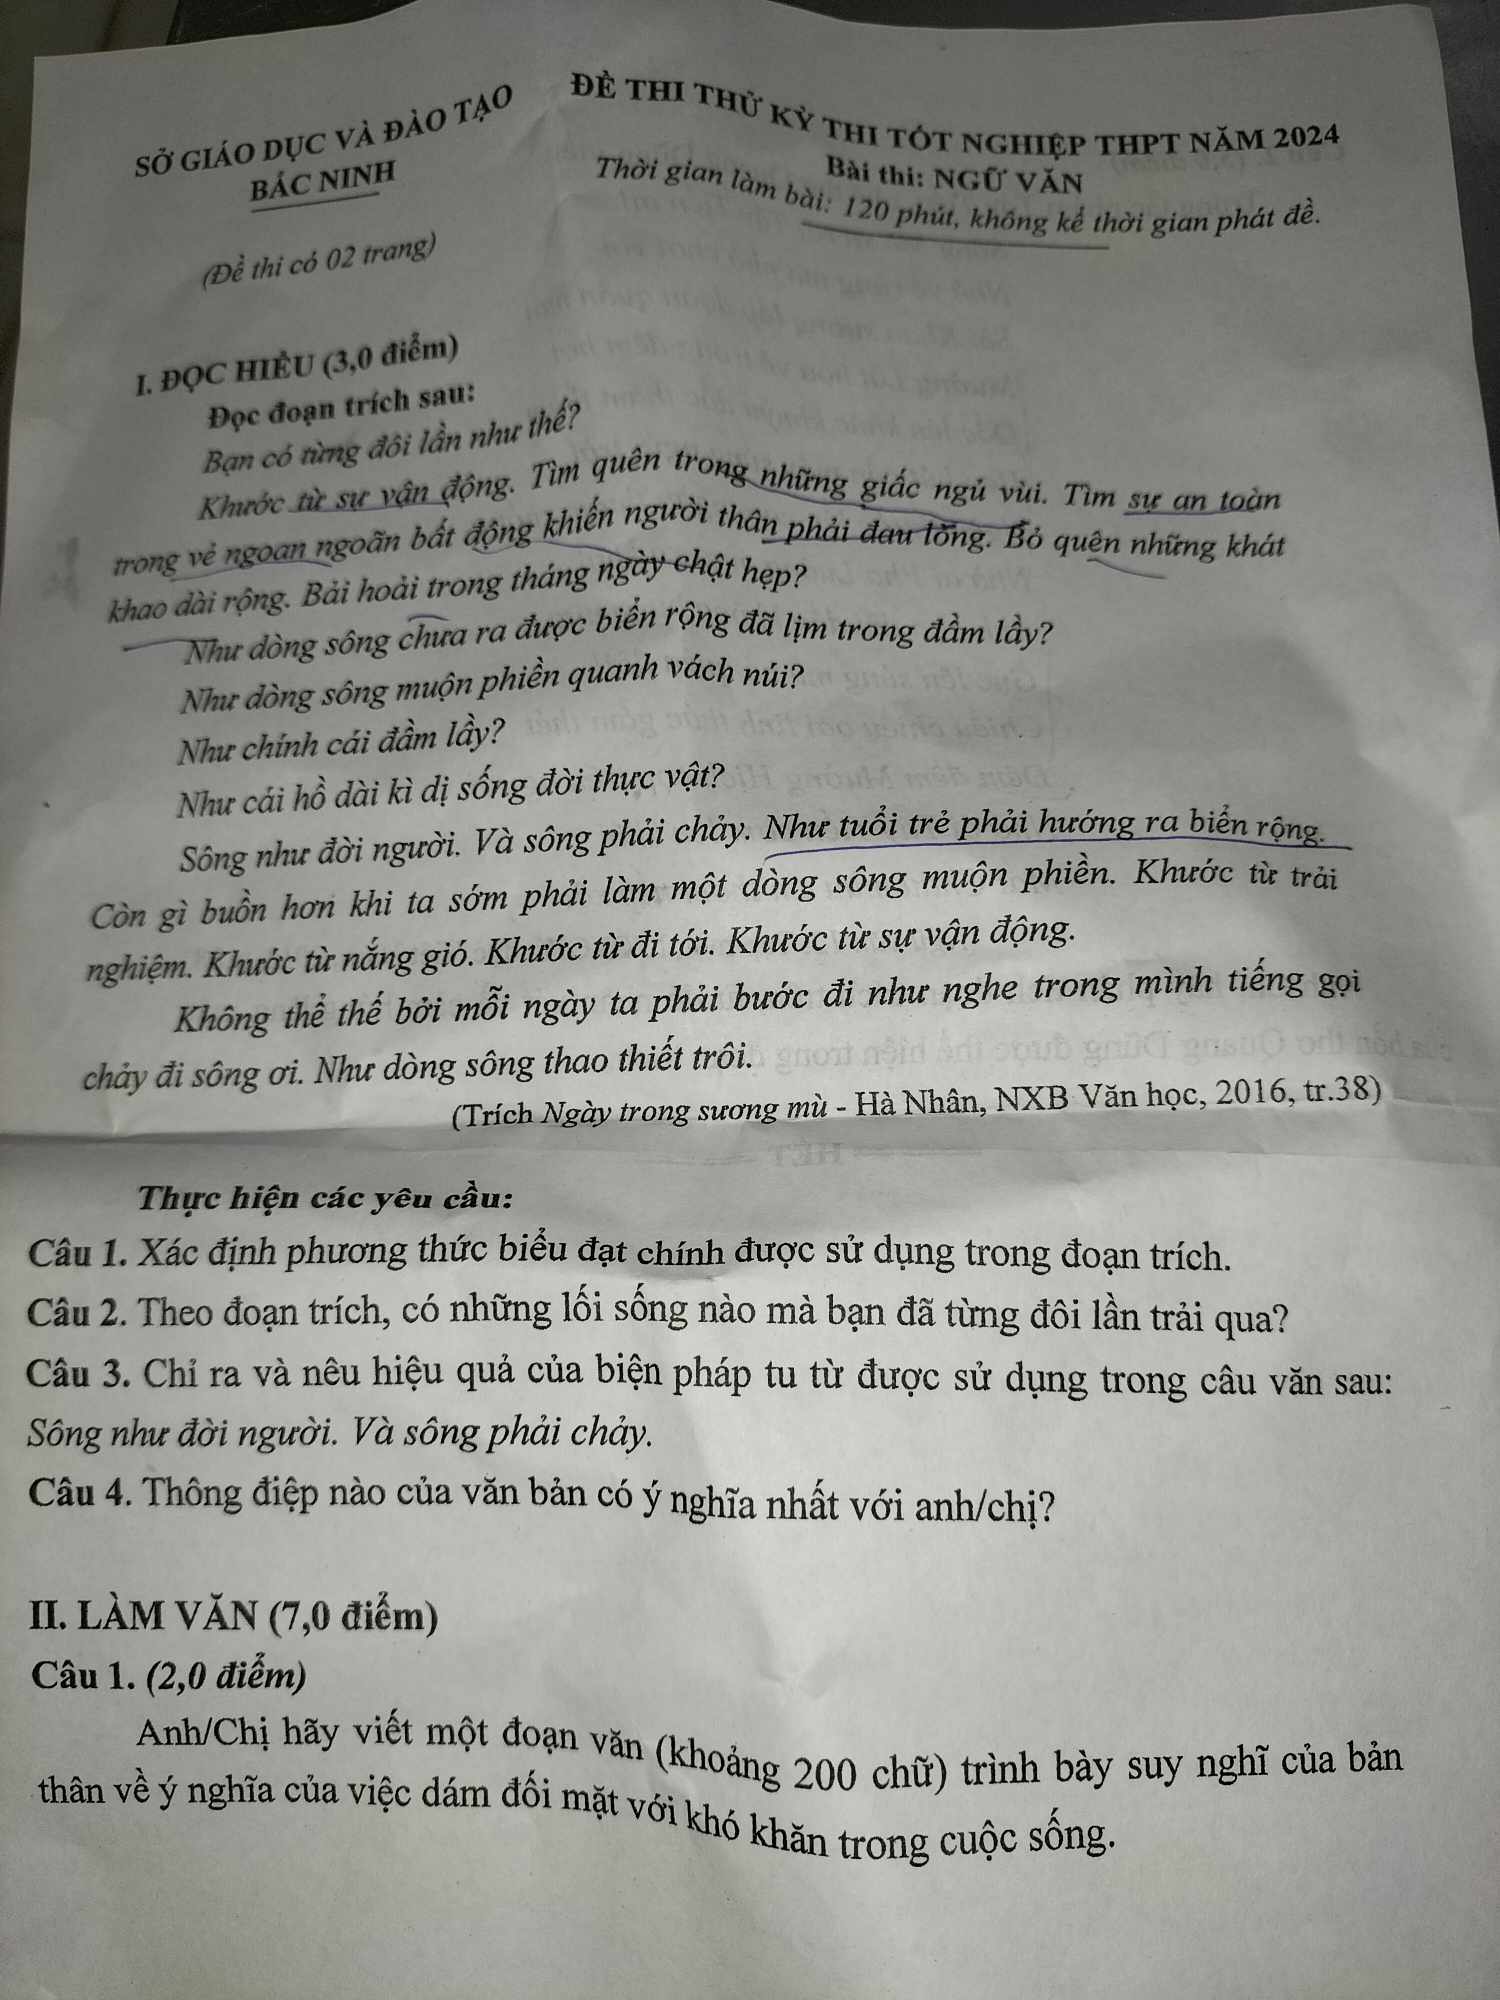 SỞ GIÁO DỤC VÀ ĐÀO TẠO
BẮC NINH
(Đề thi có 02 trang)
ĐỀ THI THỬ KỲ THI TỐT NGHIỆP THPT NĂM 2024
Bài thi: NGỮ VĂN
Thời gian làm bài: 120 phút, không kể thời gian phát đề.
I. ĐỌC HIỂU (3,0 điểm)
Đọc đoạn trích sau:
Bạn có từng đôi lần như thế?
Khước từ sự vận động. Tìm quên trong những giấc ngủ vùi. Tìm sự an toàn
trong vẻ ngoan ngoãn bất động khiến người thân phải đau lòng. Bỏ quên những khát
khao dài rộng. Bải hoải trong tháng ngày chật hẹp?
Như dòng sông chưa ra được biển rộng đã lịm trong đầm lầy?
Như dòng sông muộn phiền quanh vách núi?
Như chính cái đầm lầy?
Như cái hồ dài kì dị sống đời thực vật?
Sông như đời người. Và sông phải chảy. Như tuổi trẻ phải hướng ra biển rộng.
Còn gì buồn hơn khi ta sớm phải làm một dòng sông muộn phiền. Khước từ trải
nghiệm. Khước từ nắng gió. Khước từ đi tới. Khước từ sự vận động.
Không thể thế bởi mỗi ngày ta phải bước đi như nghe trong mình tiếng gọi
chảy đi sông ơi. Như dòng sông thao thiết trôi.
(Trích Ngày trong sương mù - Hà Nhân, NXB Văn học, 2016, tr.38)
Thực hiện các yêu cầu:
Câu 1. Xác định phương thức biểu đạt chính được sử dụng trong đoạn trích.
Câu 2. Theo đoạn trích, có những lối sống nào mà bạn đã từng đôi lần trải qua?
Câu 3. Chỉ ra và nêu hiệu quả của biện pháp tu từ được sử dụng trong câu văn sau:
Sông như đời người. Và sông phải chảy.
Câu 4. Thông điệp nào của văn bản có ý nghĩa nhất với anh/chị?
II. LÀM VĂN (7,0 điểm)
Câu 1. (2,0 điểm)
Anh/Chị hãy viết một đoạn văn (khoảng 200 chữ) trình bày suy nghĩ của bản
thân về ý nghĩa của việc dám đối mặt với khó khăn trong cuộc sống.